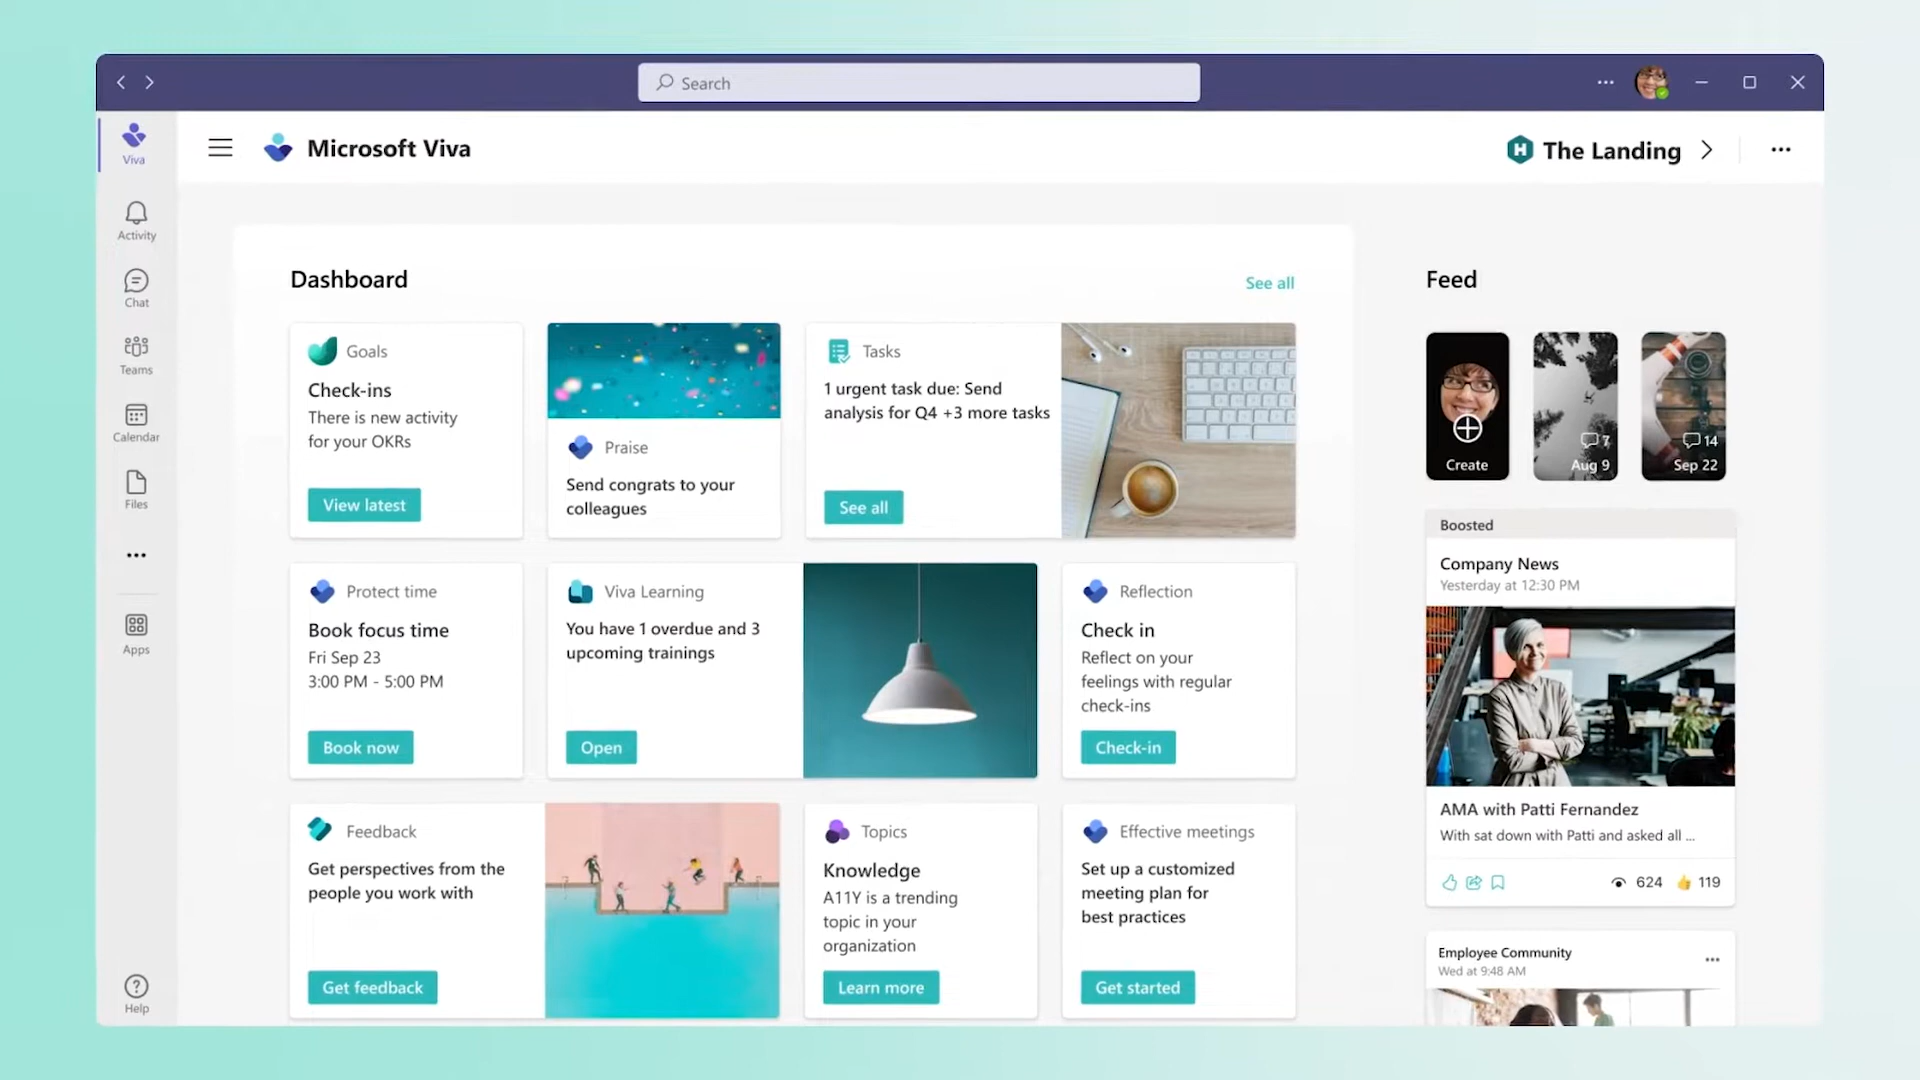 Search
Viva
Microsoft Viva
The Landing
Activity
Chat
Teams
Calendar
Files
Apps
Help
Dashboard
See all
Goals
Check-ins
There is new activity
for your OKRs
View latest
Praise
Send congrats to your
colleagues
Tasks
1 urgent task due: Send
analysis for Q4 +3 more tasks
See all
Protect time
Book focus time
Fri Sep 23
3:00 PM - 5:00 PM
Book now
Viva Learning
You have 1 overdue and 3
upcoming trainings
Open
Reflection
Check in
Reflect on your
feelings with regular
check-ins
Check-in
Feedback
Get perspectives from the
people you work with
Get feedback
Topics
Knowledge
A11Y is a trending
topic in your
organization
Learn more
Effective meetings
Set up a customized
meeting plan for
best practices
Get started
Feed
Create
7
Aug 9
14
Sep 22
Boosted
Company News
Yesterday at 12:30 PM
AMA with Patti Fernandez
With sat down with Patti and asked all ...
624
119
Employee Community
Wed at 9:48 AM